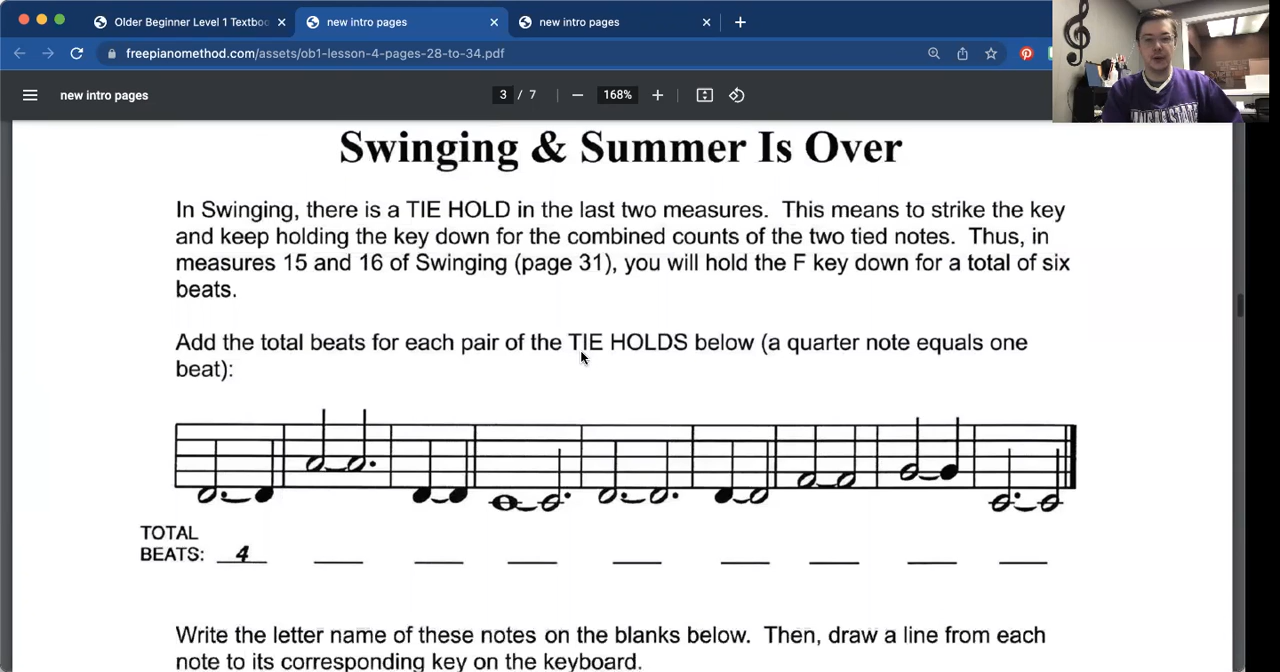 Older Beginner Level 1 Textboo
new intro pages
new intro pages
freepianomethod.com/assets/ob1-lesson-4-pages-28-to-34.pdf
new intro pages
3 / 7
168%
Swinging & Summer Is Over
In Swinging, there is a TIE HOLD in the last two measures. This means to strike the key
and keep holding the key down for the combined counts of the two tied notes. Thus, in
measures 15 and 16 of Swinging (page 31), you will hold the F key down for a total of six
beats.
Add the total beats for each pair of the TIE HOLDS below (a quarter note equals one
beat):
TOTAL
BEATS: 4
Write the letter name of these notes on the blanks below. Then, draw a line from each
note to its corresponding key on the keyboard.